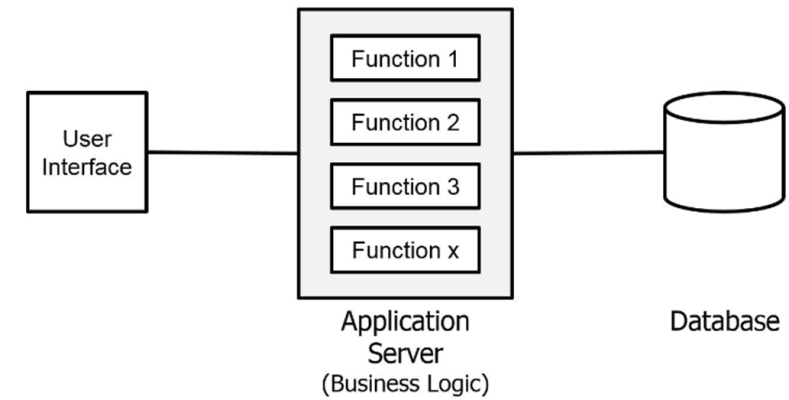 User
Interface
Function 1
Function 2
Function 3
Function x
Application
Server
(Business Logic)
Database